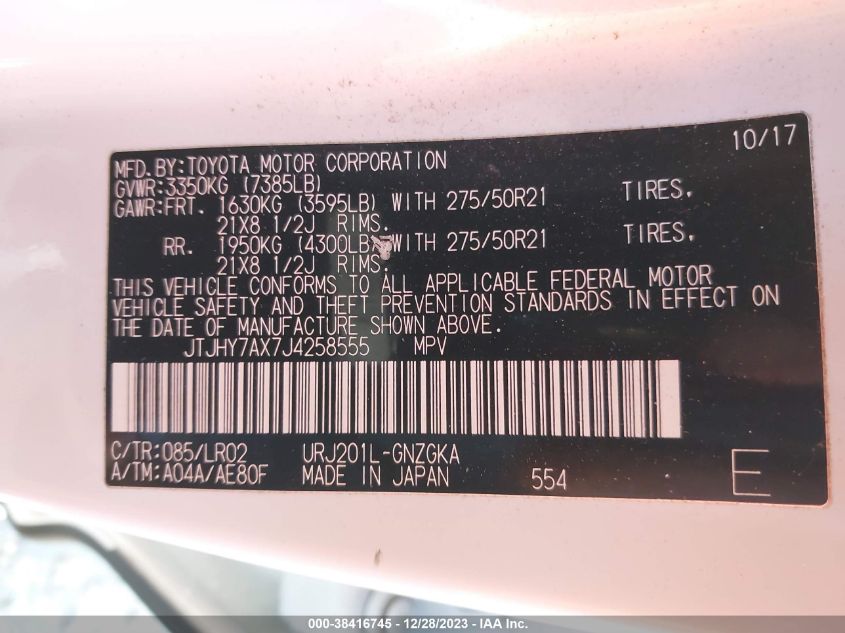 10/17
MFD.BY:TOYOTA MOTOR CORPORATION
GVWR:3350KG (7385LB)
GAWR:FRT. 1630KG (3595LB) WITH 275/50R21 TIRES,
21X8 1/2J RIMS.
RR. 1950KG (4300LB) WITH 275/50R21 TIRES,
21X8 1/2J RIMS.
THIS VEHICLE CONFORMS TO ALL APPLICABLE FEDERAL MOTOR
VEHICLE SAFETY AND THEFT PREVENTION STANDARDS IN EFFECT ON
THE DATE OF MANUFACTURE SHOWN ABOVE.
JTJHY7AX7J4258555 MPV
C/TR:085/LR02 URJ201L-GNZGKA
A/TM:A04A/AE80F MADE IN JAPAN 554 E
000-38416745 - 12/28/2023 - IAA Inc.